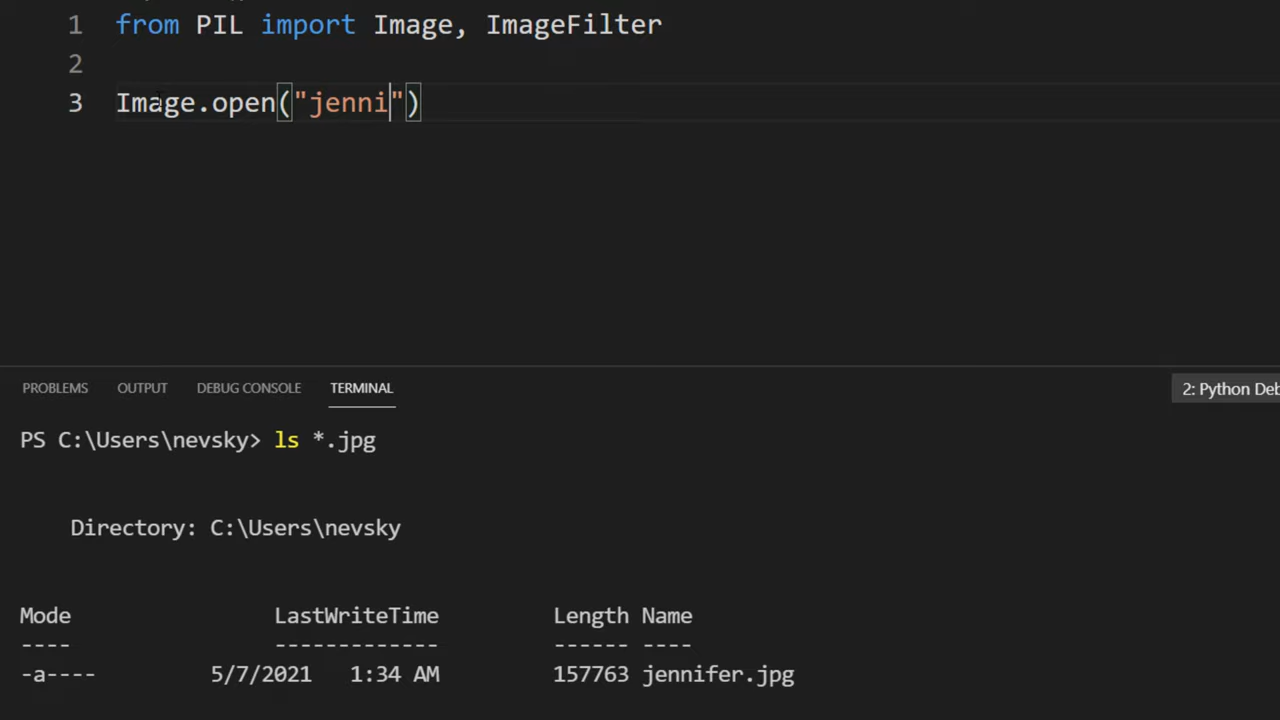 1 from PIL import Image, ImageFilter
2
3 Image.open("jenni")
PROBLEMS OUTPUT DEBUG CONSOLE TERMINAL 2: Python Deb
PS C:\Users\nevsky> ls *.jpg
Directory: C:\Users\nevsky
Mode LastWriteTime Length Name
---- ------------- ------ ----
-a---- 5/7/2021 1:34 AM 157763 jennifer.jpg